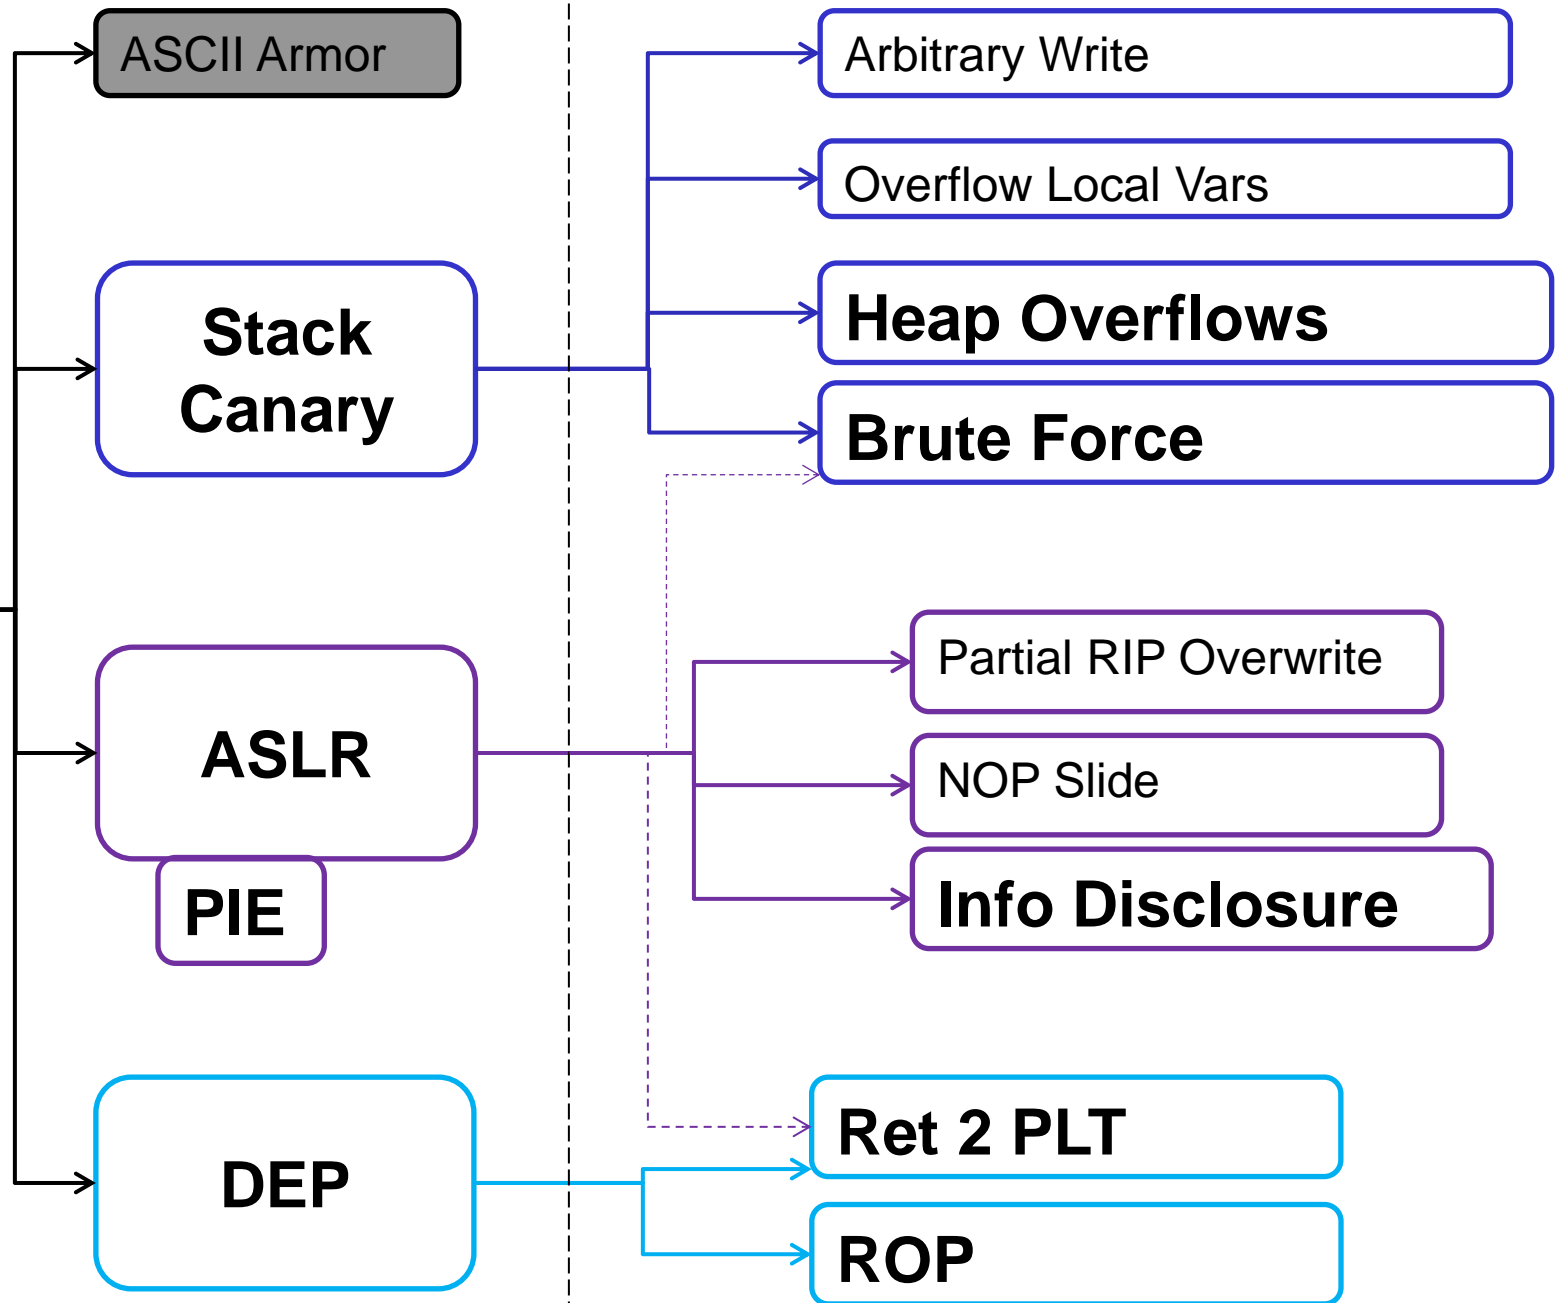 ASCII Armor
Arbitrary Write
Overflow Local Vars
Stack
Canary
Heap Overflows
Brute Force
Partial RIP Overwrite
ASLR
NOP Slide
PIE
Info Disclosure
Ret 2 PLT
DEP
ROP